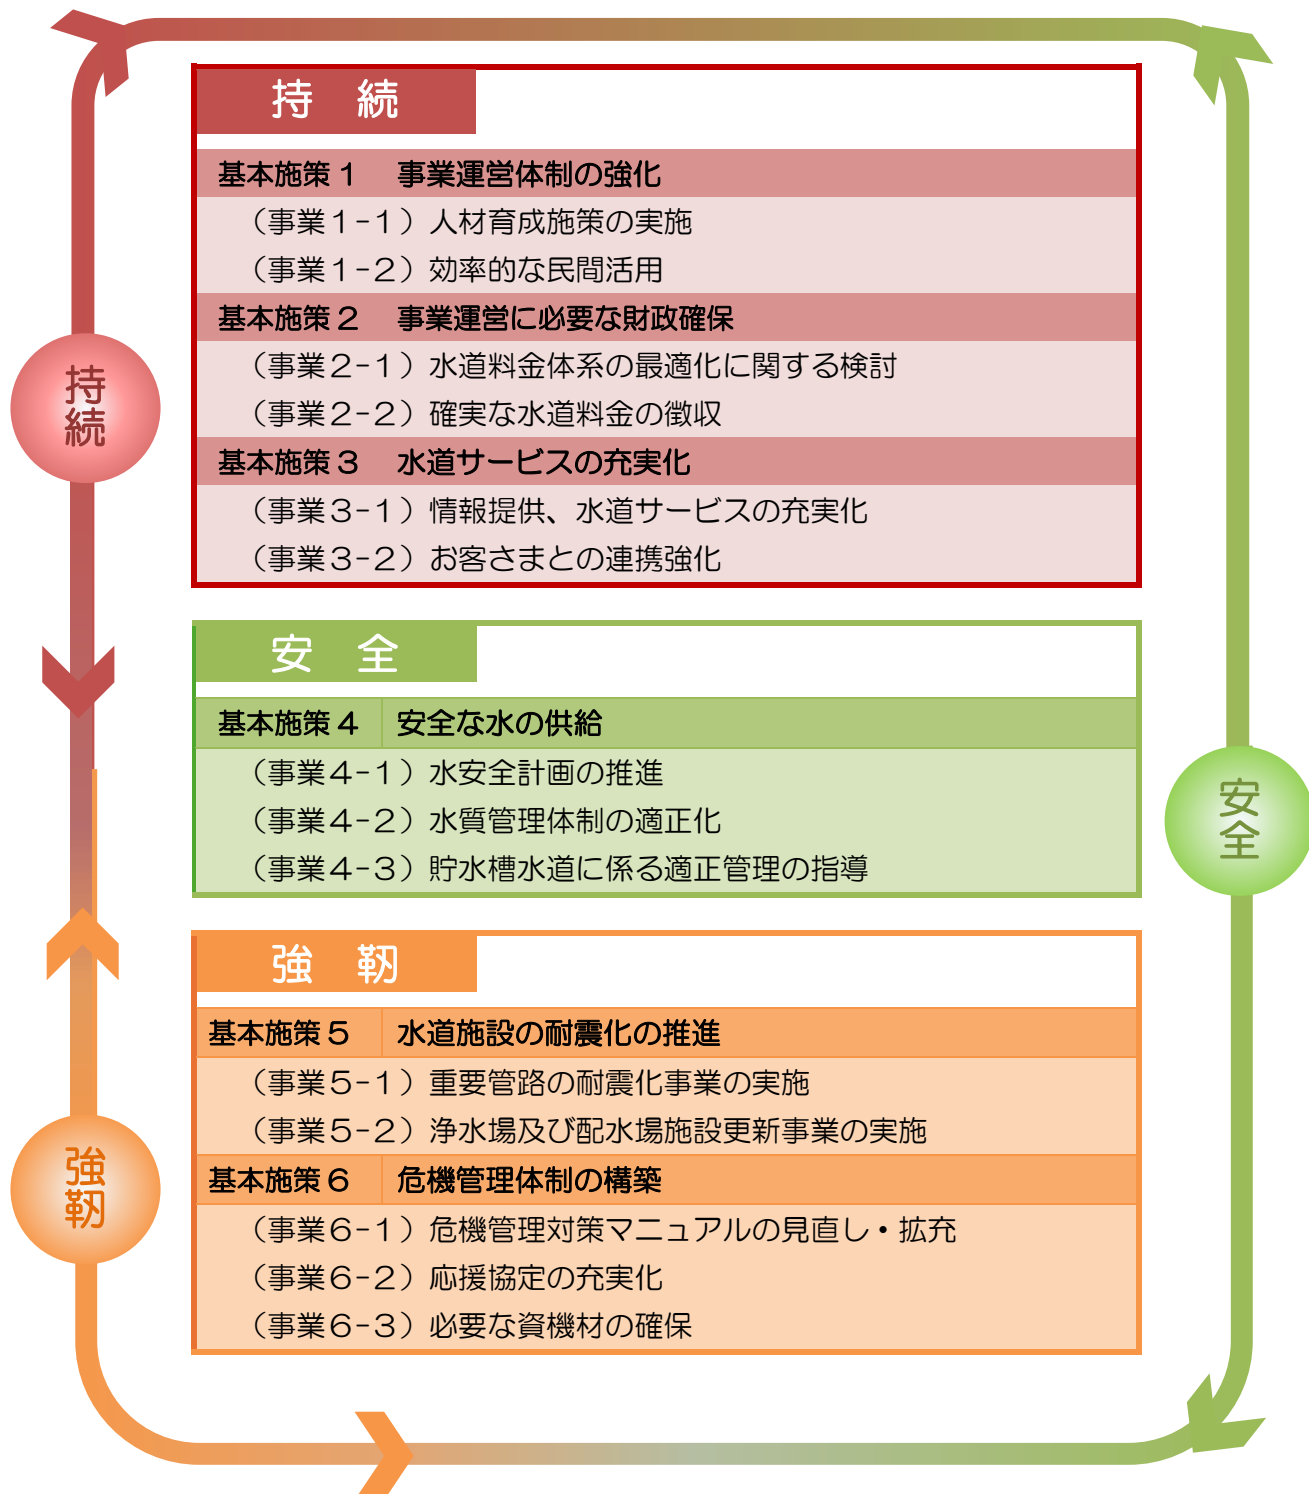 持　続
基本施策１　事業運営体制の強化
（事業１-１）人材育成施策の実施
（事業１-２）効率的な民間活用
基本施策２　事業運営に必要な財政確保
（事業２-１）水道料金体系の最適化に関する検討
（事業２-２）確実な水道料金の徴収
基本施策３　水道サービスの充実化
（事業３-１）情報提供、水道サービスの充実化
（事業３-２）お客さまとの連携強化
持続
安　全
基本施策４　安全な水の供給
（事業４-１）水安全計画の推進
（事業４-２）水質管理体制の適正化
（事業４-３）貯水槽水道に係る適正管理の指導
安全
強　靭
基本施策５　水道施設の耐震化の推進
（事業５-１）重要管路の耐震化事業の実施
（事業５-２）浄水場及び配水場施設更新事業の実施
基本施策６　危機管理体制の構築
（事業６-１）危機管理対策マニュアルの見直し・拡充
（事業６-２）応援協定の充実化
（事業６-３）必要な資機材の確保
強靭